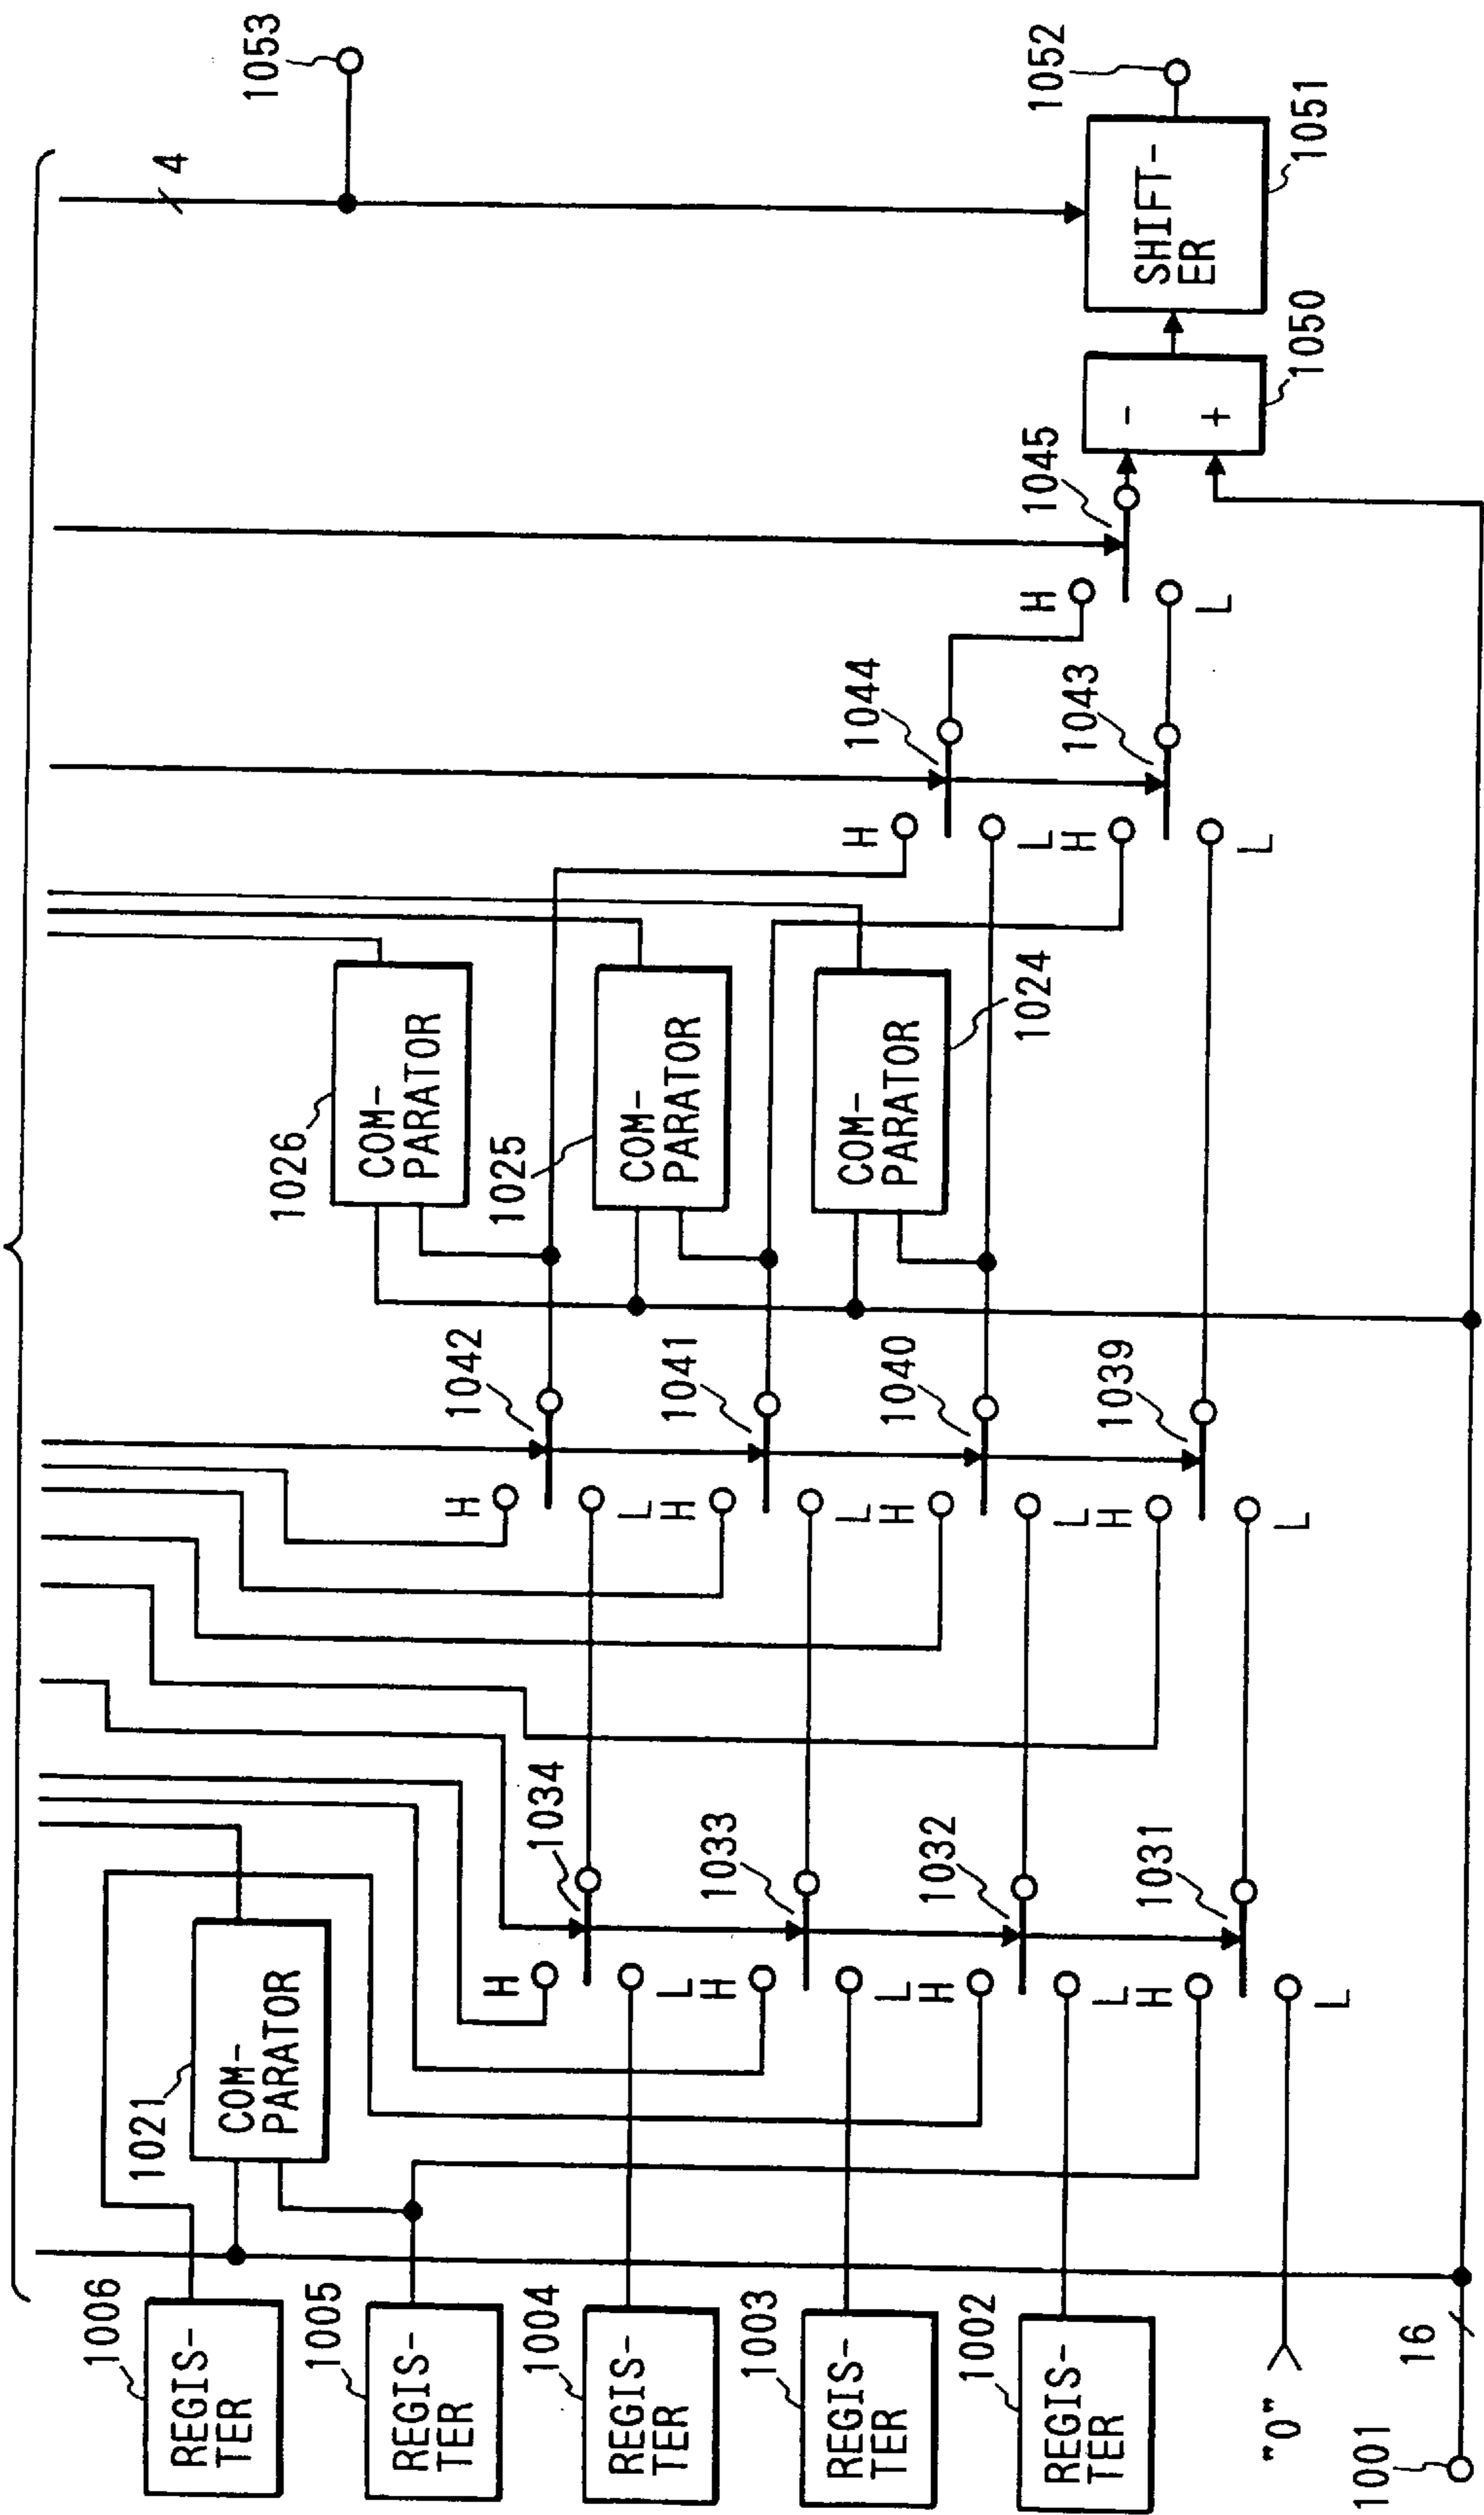 1006
REGIS-
TER
1005
REGIS-
TER
1004
REGIS-
TER
1003
REGIS-
TER
1002
REGIS-
TER
"0"
1001
16
1021
COM-
PARATOR
1034
H
L
1033
H
L
1032
H
L
1031
H
L
1042
H
L
1041
H
L
1040
H
L
1039
H
L
1026
COM-
PARATOR
1025
COM-
PARATOR
1024
COM-
PARATOR
1044
H
L
1043
H
L
1045
H
L
-
+
1050
4
1053
SHIFT-
ER
1051
1052